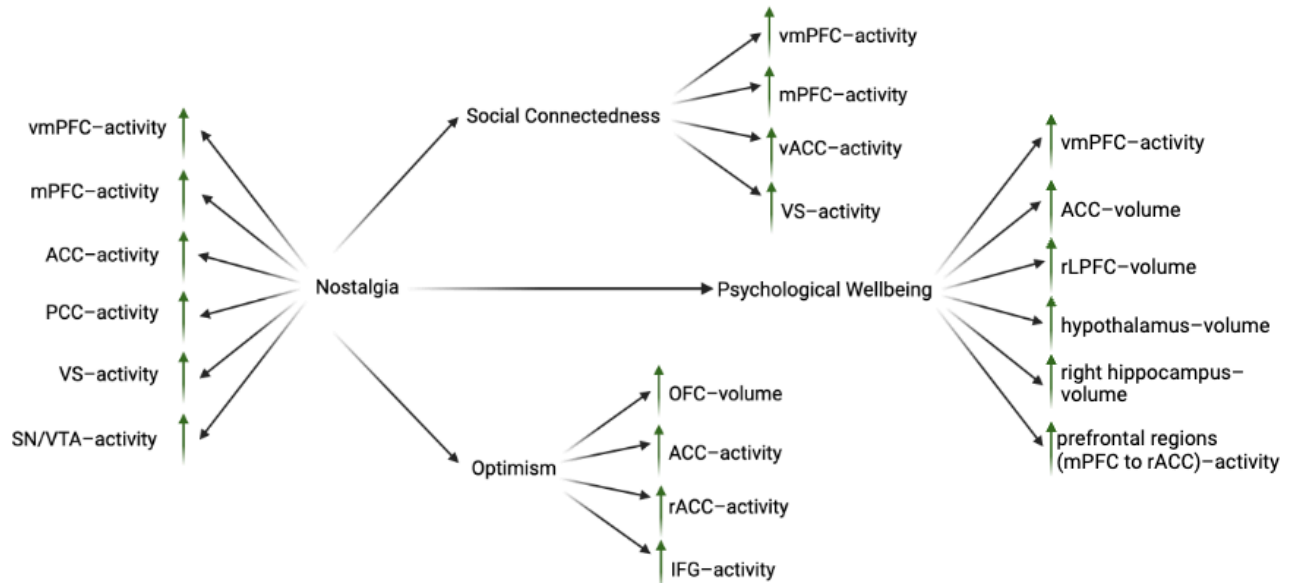 vmPFC–activity
mPFC–activity
ACC–activity
PCC–activity
VS–activity
SN/VTA–activity
Nostalgia
Social Connectedness
vmPFC–activity
mPFC–activity
vACC–activity
VS–activity
Psychological Wellbeing
vmPFC–activity
ACC–volume
rLPFC–volume
hypothalamus–volume
right hippocampus–
volume
prefrontal regions
(mPFC to rACC)–activity
Optimism
OFC–volume
ACC–activity
rACC–activity
IFG–activity